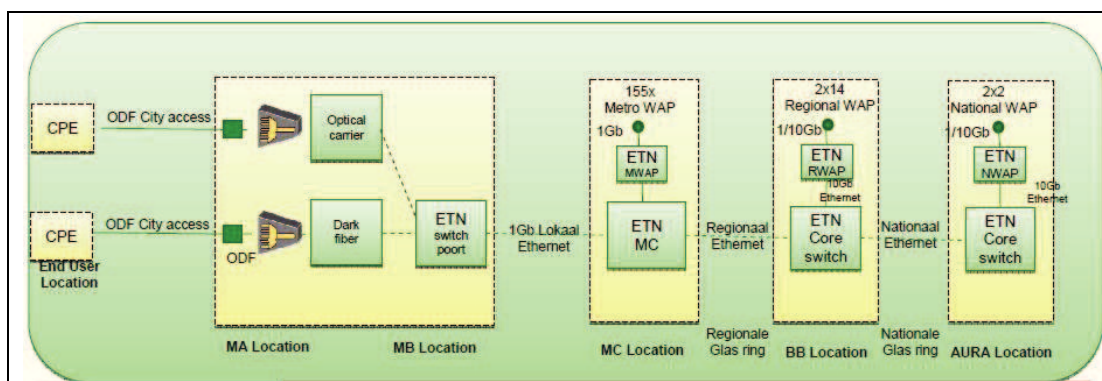 155x
Metro WAP
2x14
Regional WAP
2x2
National WAP
CPE
ODF City access
Optical
carrier
1Gb
1/10Gb
1/10Gb
ETN
MWAP
ETN
RWAP
ETN
NWAP
10Gb
Ethernet
10Gb
Ethernet
CPE
ODF City access
ODF
Dark
fiber
ETN
switch
poort
1Gb Lokaal
Ethernet
ETN
MC
Regionaal
Ethernet
ETN
Core
switch
Nationaal
Ethernet
ETN
Core
switch
End User
Location
MA Location
MB Location
MC Location
Regionale
Glas ring
BB Location
Nationale
Glas ring
AURA Location